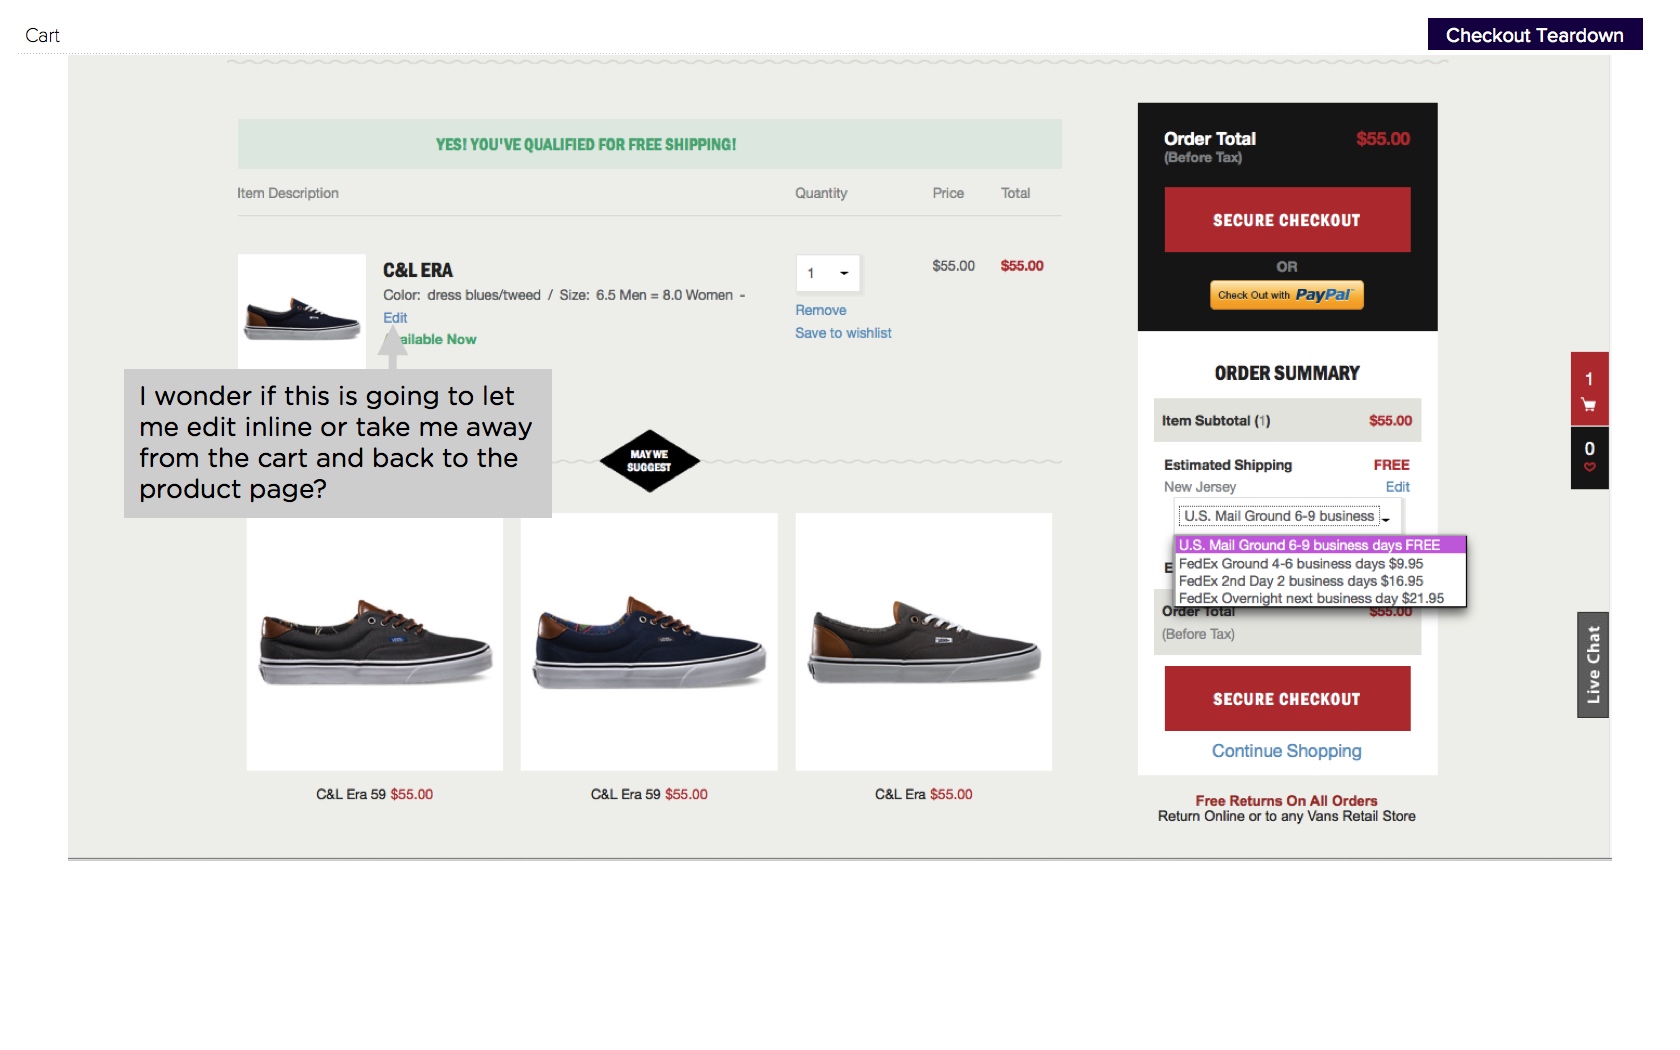 Cart
Checkout Teardown
YES! YOU'VE QUALIFIED FOR FREE SHIPPING!
Item Description Quantity Price Total
C&L ERA
Color: dress blues/tweed / Size: 6.5 Men = 8.0 Women -
Edit
ailable Now
1
Remove
Save to wishlist
$55.00 $55.00
I wonder if this is going to let
me edit inline or take me away
from the cart and back to the
product page?
MAY WE
SUGGEST
C&L Era 59 $55.00
C&L Era 59 $55.00
C&L Era $55.00
Order Total $55.00
(Before Tax)
SECURE CHECKOUT
OR
Check Out with PayPal
ORDER SUMMARY
Item Subtotal (1) $55.00
Estimated Shipping FREE
New Jersey Edit
U.S. Mail Ground 6-9 business
U.S. Mail Ground 6-9 business days FREE
FedEx Ground 4-6 business days $9.95
FedEx 2nd Day 2 business days $16.95
FedEx Overnight next business day $21.95
E
Order Total $55.00
(Before Tax)
SECURE CHECKOUT
Continue Shopping
Free Returns On All Orders
Return Online or to any Vans Retail Store
1
0
Live Chat